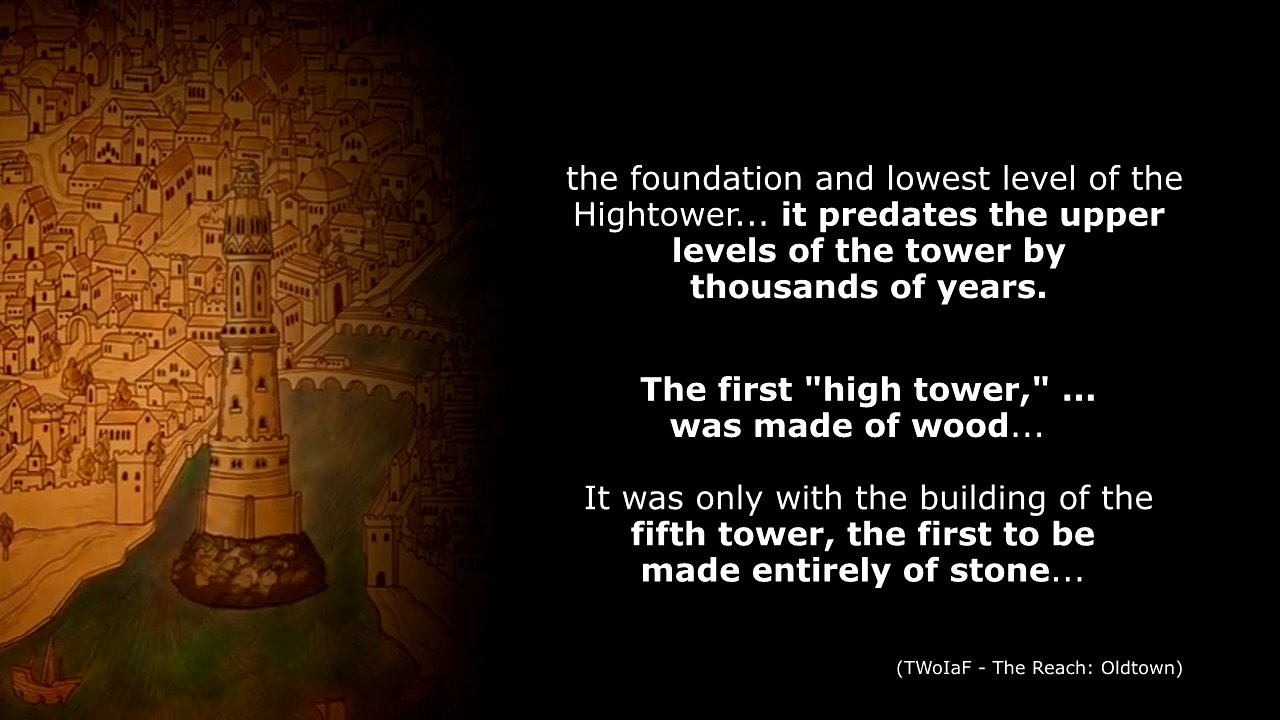 the foundation and lowest level of the
Hightower... it predates the upper
levels of the tower by
thousands of years.
The first "high tower," ...
was made of wood...
It was only with the building of the
fifth tower, the first to be
made entirely of stone...
(TWoIaF - The Reach: Oldtown)